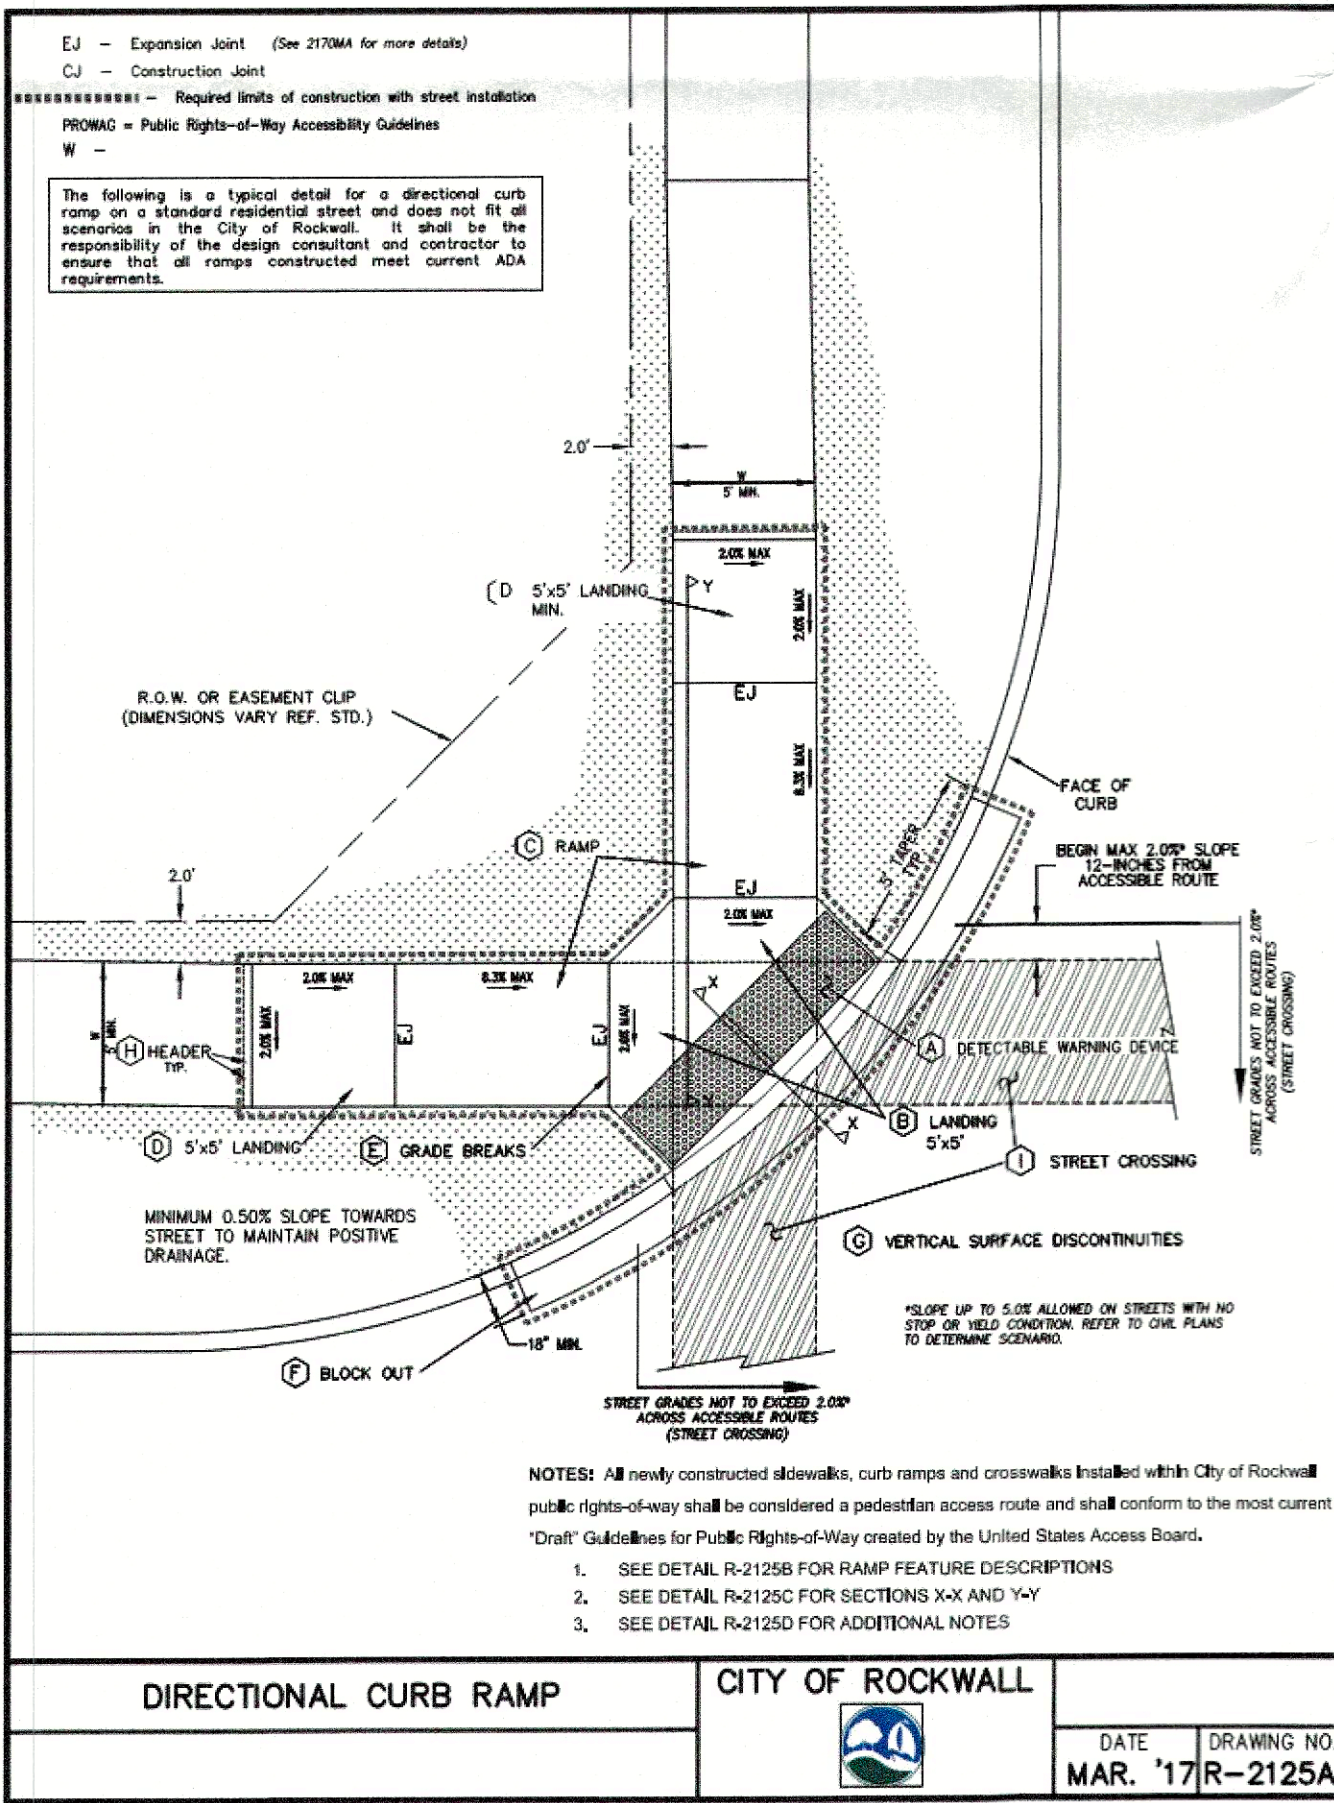 EJ – Expansion Joint (See 2170MA for more details)
CJ – Construction Joint
– Required limits of construction with street installation
PROWAG = Public Rights-of-Way Accessibility Guidelines
W –
The following is a typical detail for a directional curb
ramp on a standard residential street and does not fit all
scenarios in the City of Rockwall. It shall be the
responsibility of the design consultant and contractor to
ensure that all ramps constructed meet current ADA
requirements.
2.0'
W
5' MIN.
2.0% MAX
D 5'x5' LANDING
MIN.
Y
2.0% MAX
EJ
R.O.W. OR EASEMENT CLIP
(DIMENSIONS VARY REF. STD.)
8.3% MAX
FACE OF
CURB
C RAMP
5' TAPER
TYP
BEGIN MAX 2.0%* SLOPE
12-INCHES FROM
ACCESSIBLE ROUTE
2.0'
EJ
2.0% MAX
STREET GRADES NOT TO EXCEED 2.0%*
ACROSS ACCESSIBLE ROUTES
(STREET CROSSING)
2.0% MAX
8.3% MAX
X
W
5' MIN.
H HEADER
TYP.
2.0% MAX
EJ
EJ
2.0% MAX
A DETECTABLE WARNING DEVICE
X
B LANDING
5'x5'
D 5'x5' LANDING
E GRADE BREAKS
I STREET CROSSING
MINIMUM 0.50% SLOPE TOWARDS
STREET TO MAINTAIN POSITIVE
DRAINAGE.
G VERTICAL SURFACE DISCONTINUITIES
*SLOPE UP TO 5.0% ALLOWED ON STREETS WITH NO
STOP OR YIELD CONDITION. REFER TO CIVIL PLANS
TO DETERMINE SCENARIO.
18" MIN.
F BLOCK OUT
STREET GRADES NOT TO EXCEED 2.0%*
ACROSS ACCESSIBLE ROUTES
(STREET CROSSING)
NOTES: All newly constructed sidewalks, curb ramps and crosswalks installed within City of Rockwall
public rights-of-way shall be considered a pedestrian access route and shall conform to the most current
"Draft" Guidelines for Public Rights-of-Way created by the United States Access Board.
1. SEE DETAIL R-2125B FOR RAMP FEATURE DESCRIPTIONS
2. SEE DETAIL R-2125C FOR SECTIONS X-X AND Y-Y
3. SEE DETAIL R-2125D FOR ADDITIONAL NOTES
DIRECTIONAL CURB RAMP
CITY OF ROCKWALL
DATE
MAR. '17
DRAWING NO.
R-2125A